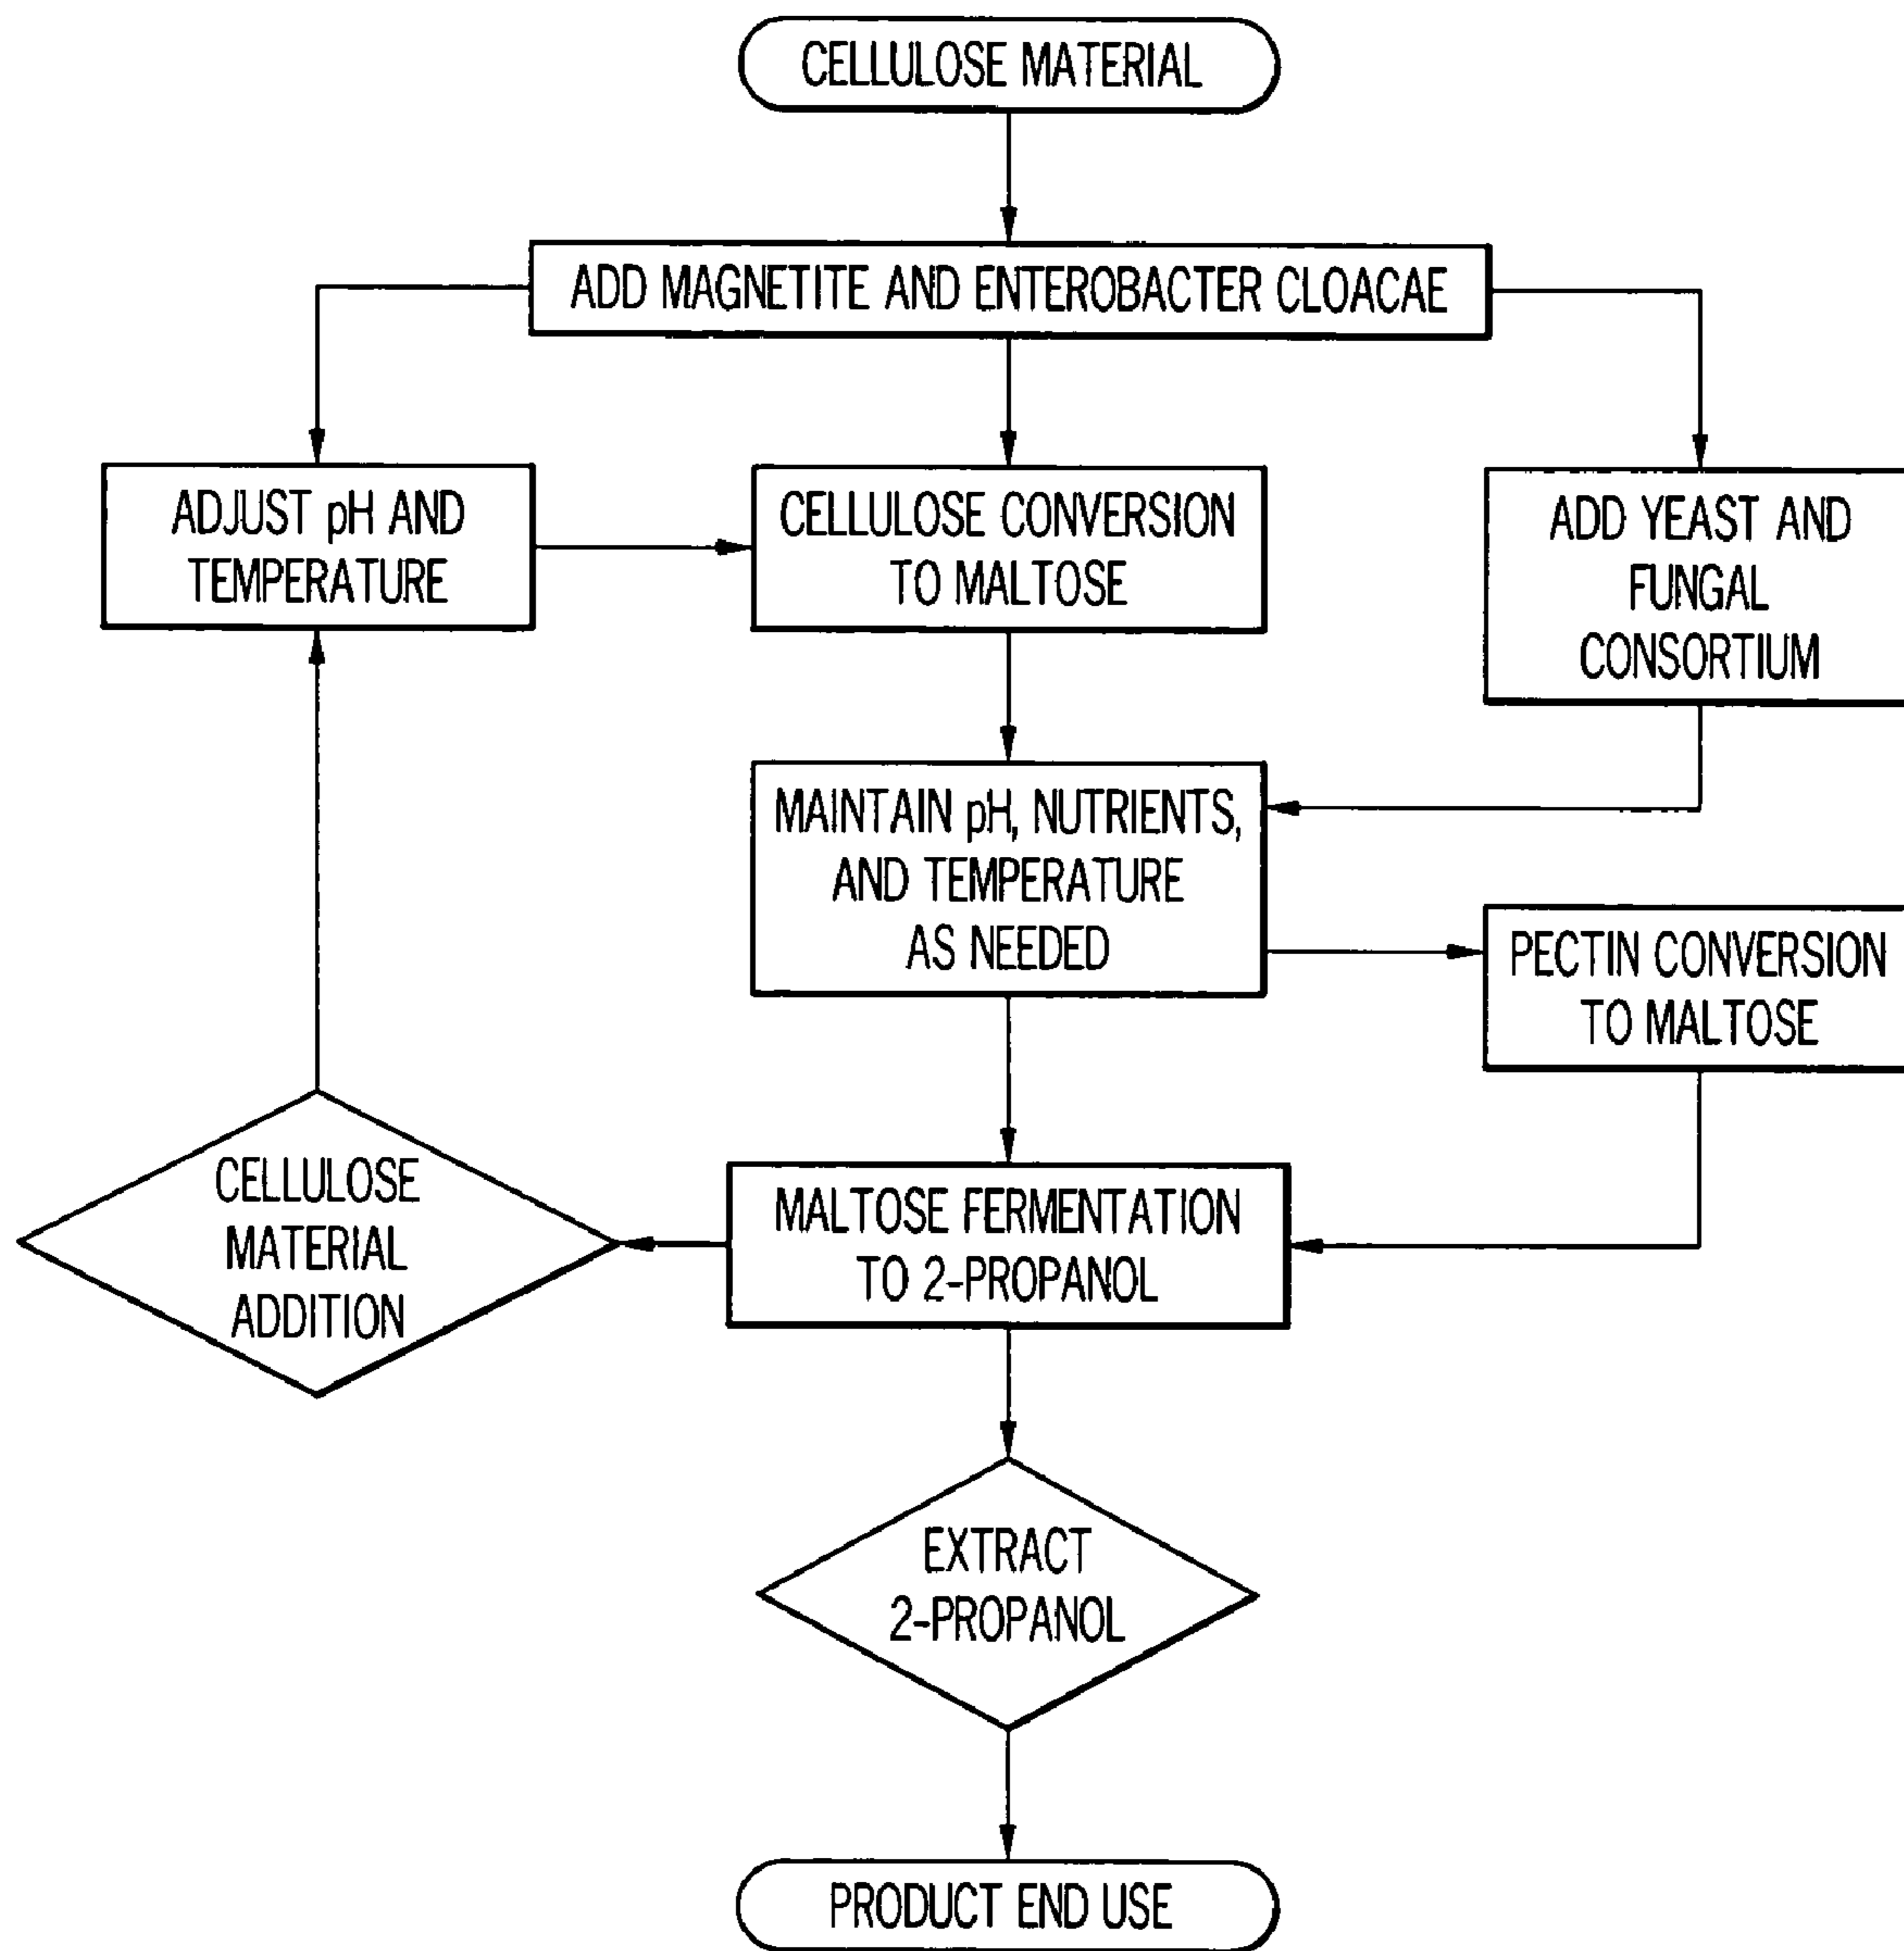 CELLULOSE MATERIAL
ADD MAGNETITE AND ENTEROBACTER CLOACAE
ADJUST pH AND
TEMPERATURE
CELLULOSE CONVERSION
TO MALTOSE
ADD YEAST AND
FUNGAL
CONSORTIUM
MAINTAIN pH, NUTRIENTS,
AND TEMPERATURE
AS NEEDED
PECTIN CONVERSION
TO MALTOSE
CELLULOSE
MATERIAL
ADDITION
MALTOSE FERMENTATION
TO 2-PROPANOL
EXTRACT
2-PROPANOL
PRODUCT END USE